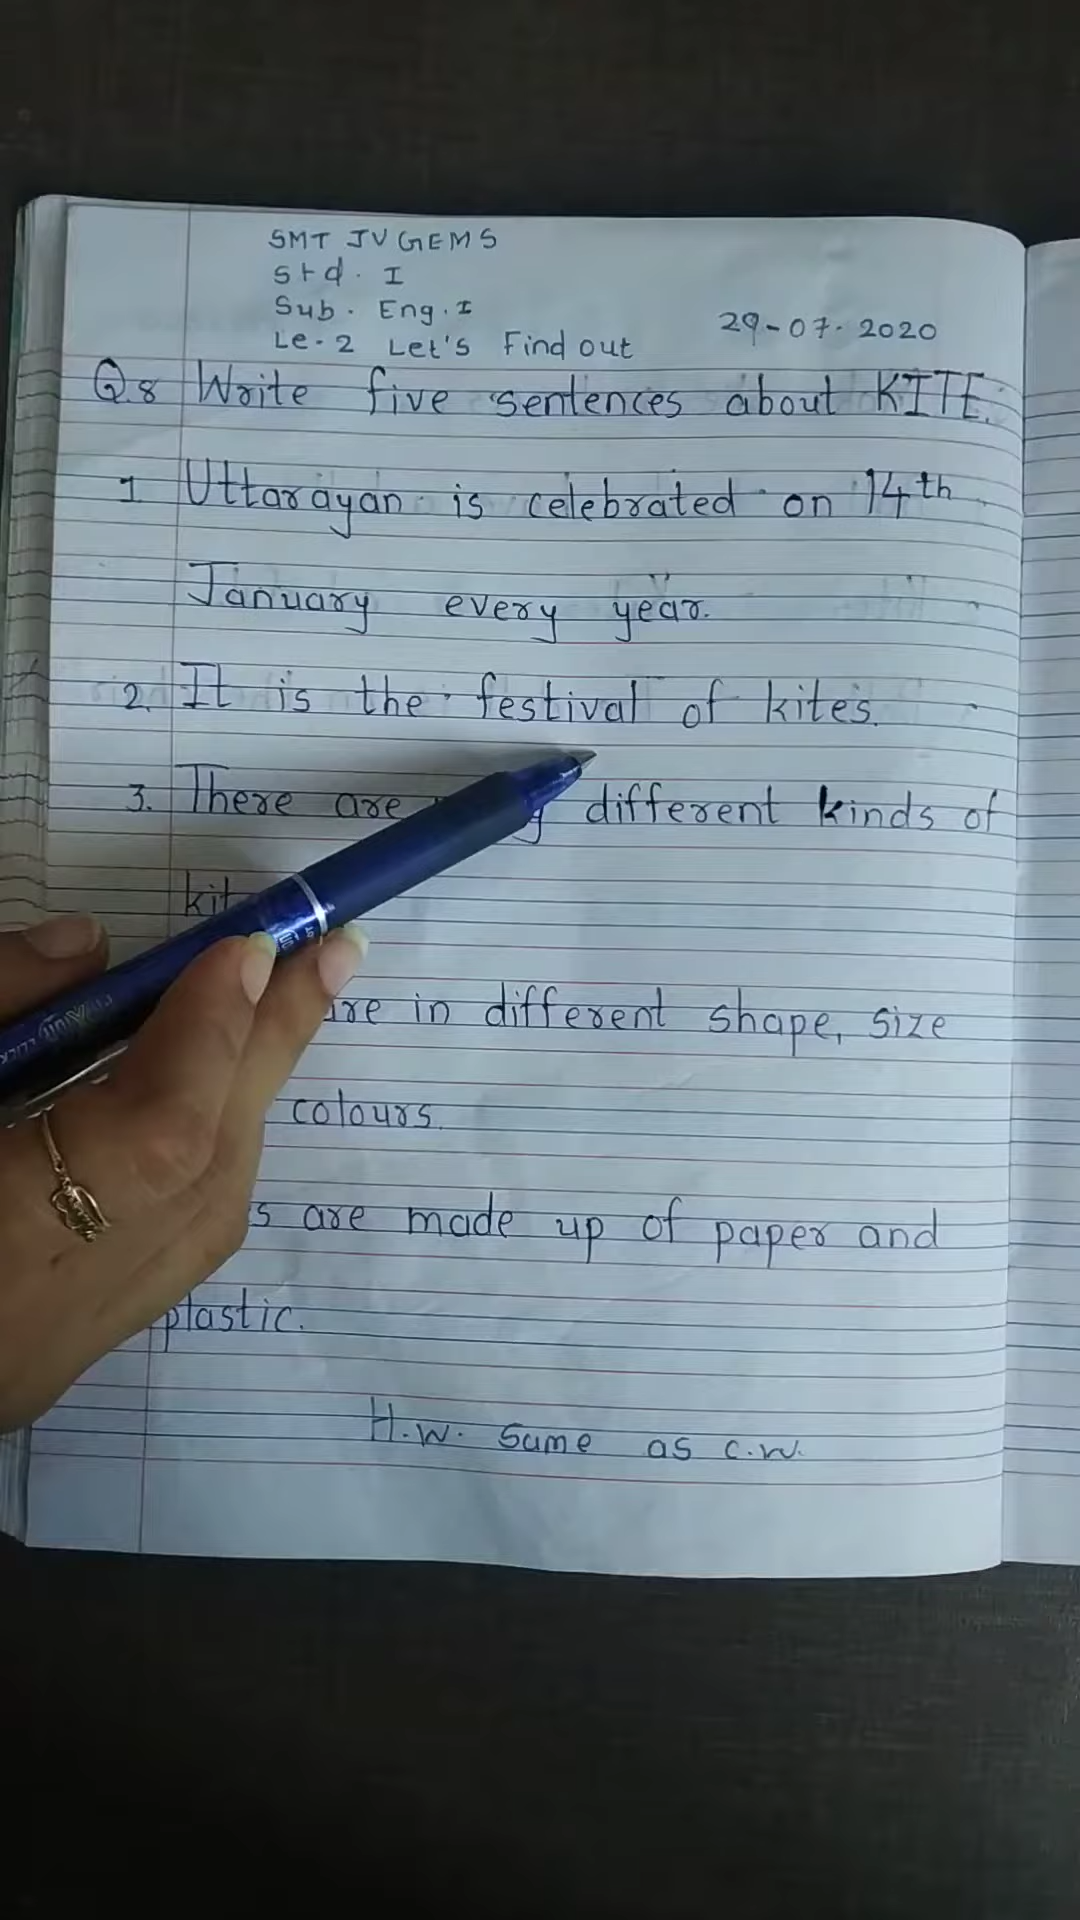 SMT JV GEMS
Std. I
Sub. Eng. I
Le-2 Let's Find out
29-07-2020
Q.8 Write five sentences about KITE.
1 Uttarayan is celebrated on 14th
January every year.
2. It is the festival of kites.
3. There are different kinds of
in different shape, size
colours.
are made up of paper and
plastic.
H.W. Same as C.W.